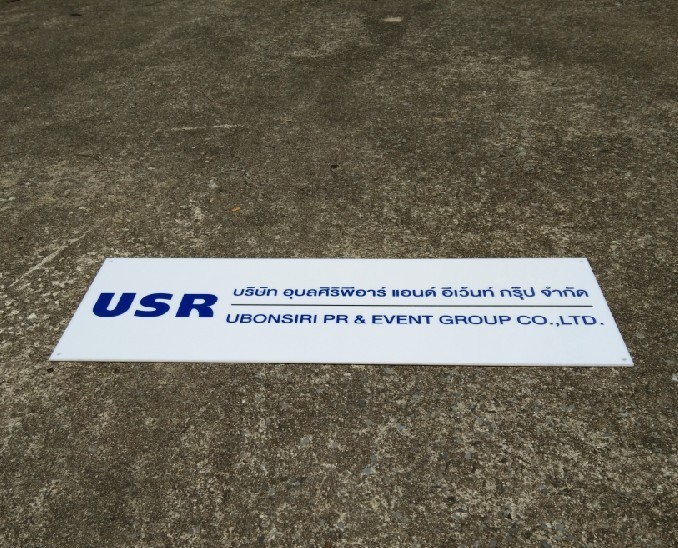 USR
บริษัท อุบลศิริพีอาร์ แอนด์ อีเว้นท์ กรุ๊ป จำกัด
UBONSIRI PR & EVENT GROUP CO.,LTD.